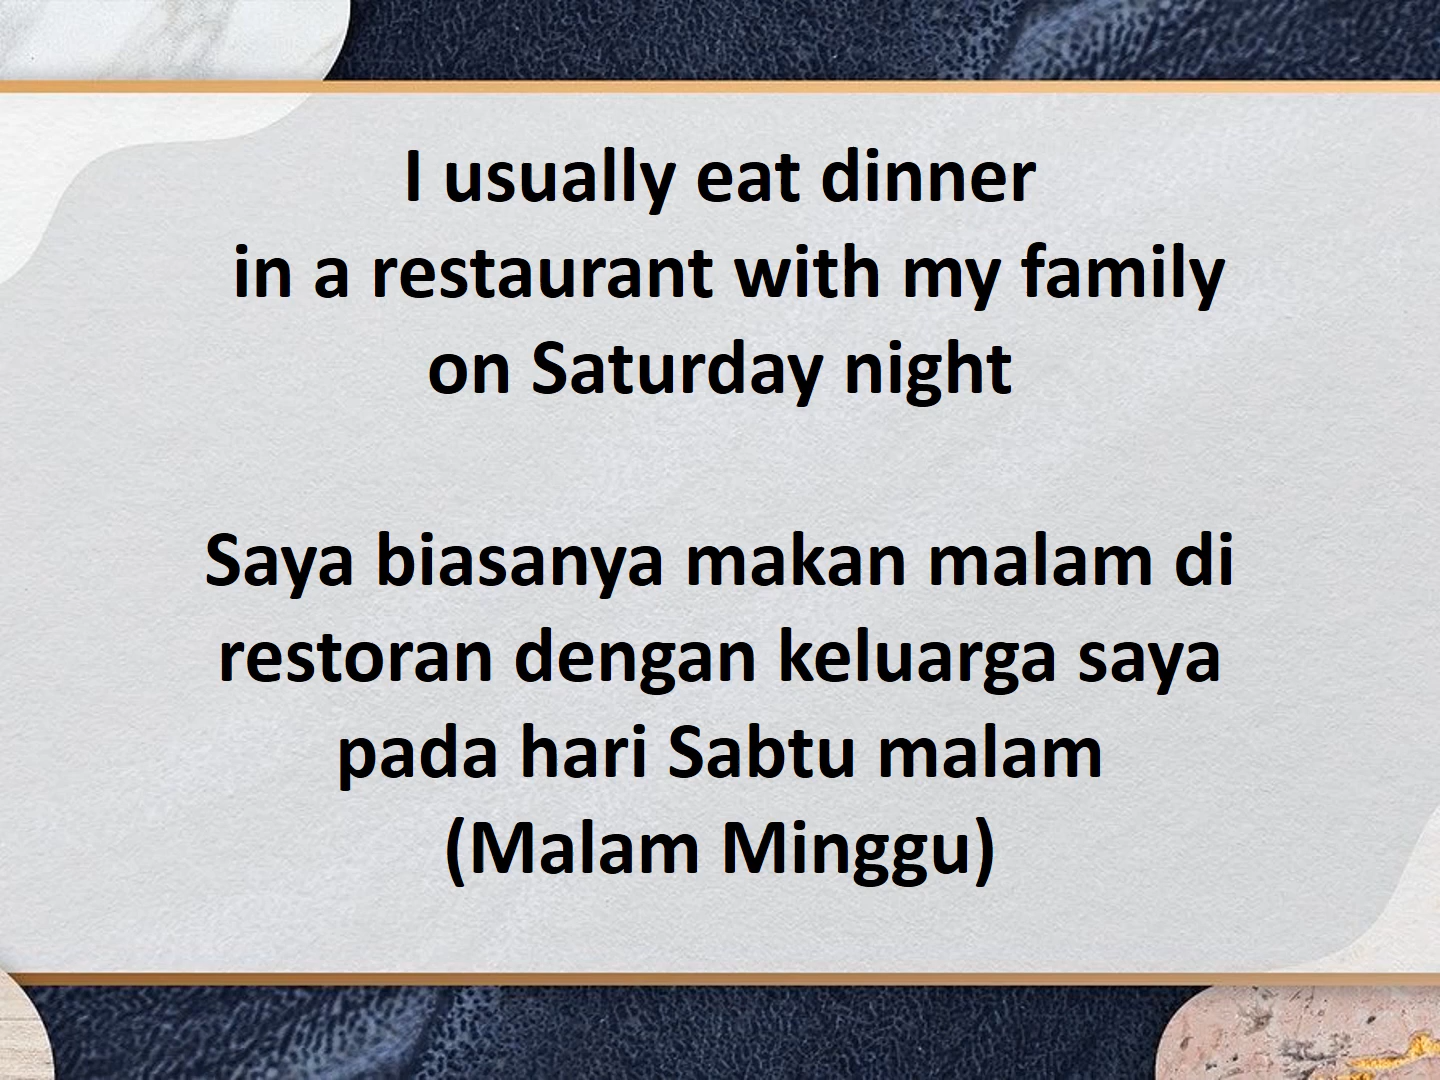 I usually eat dinner
in a restaurant with my family
on Saturday night
Saya biasanya makan malam di
restoran dengan keluarga saya
pada hari Sabtu malam
(Malam Minggu)